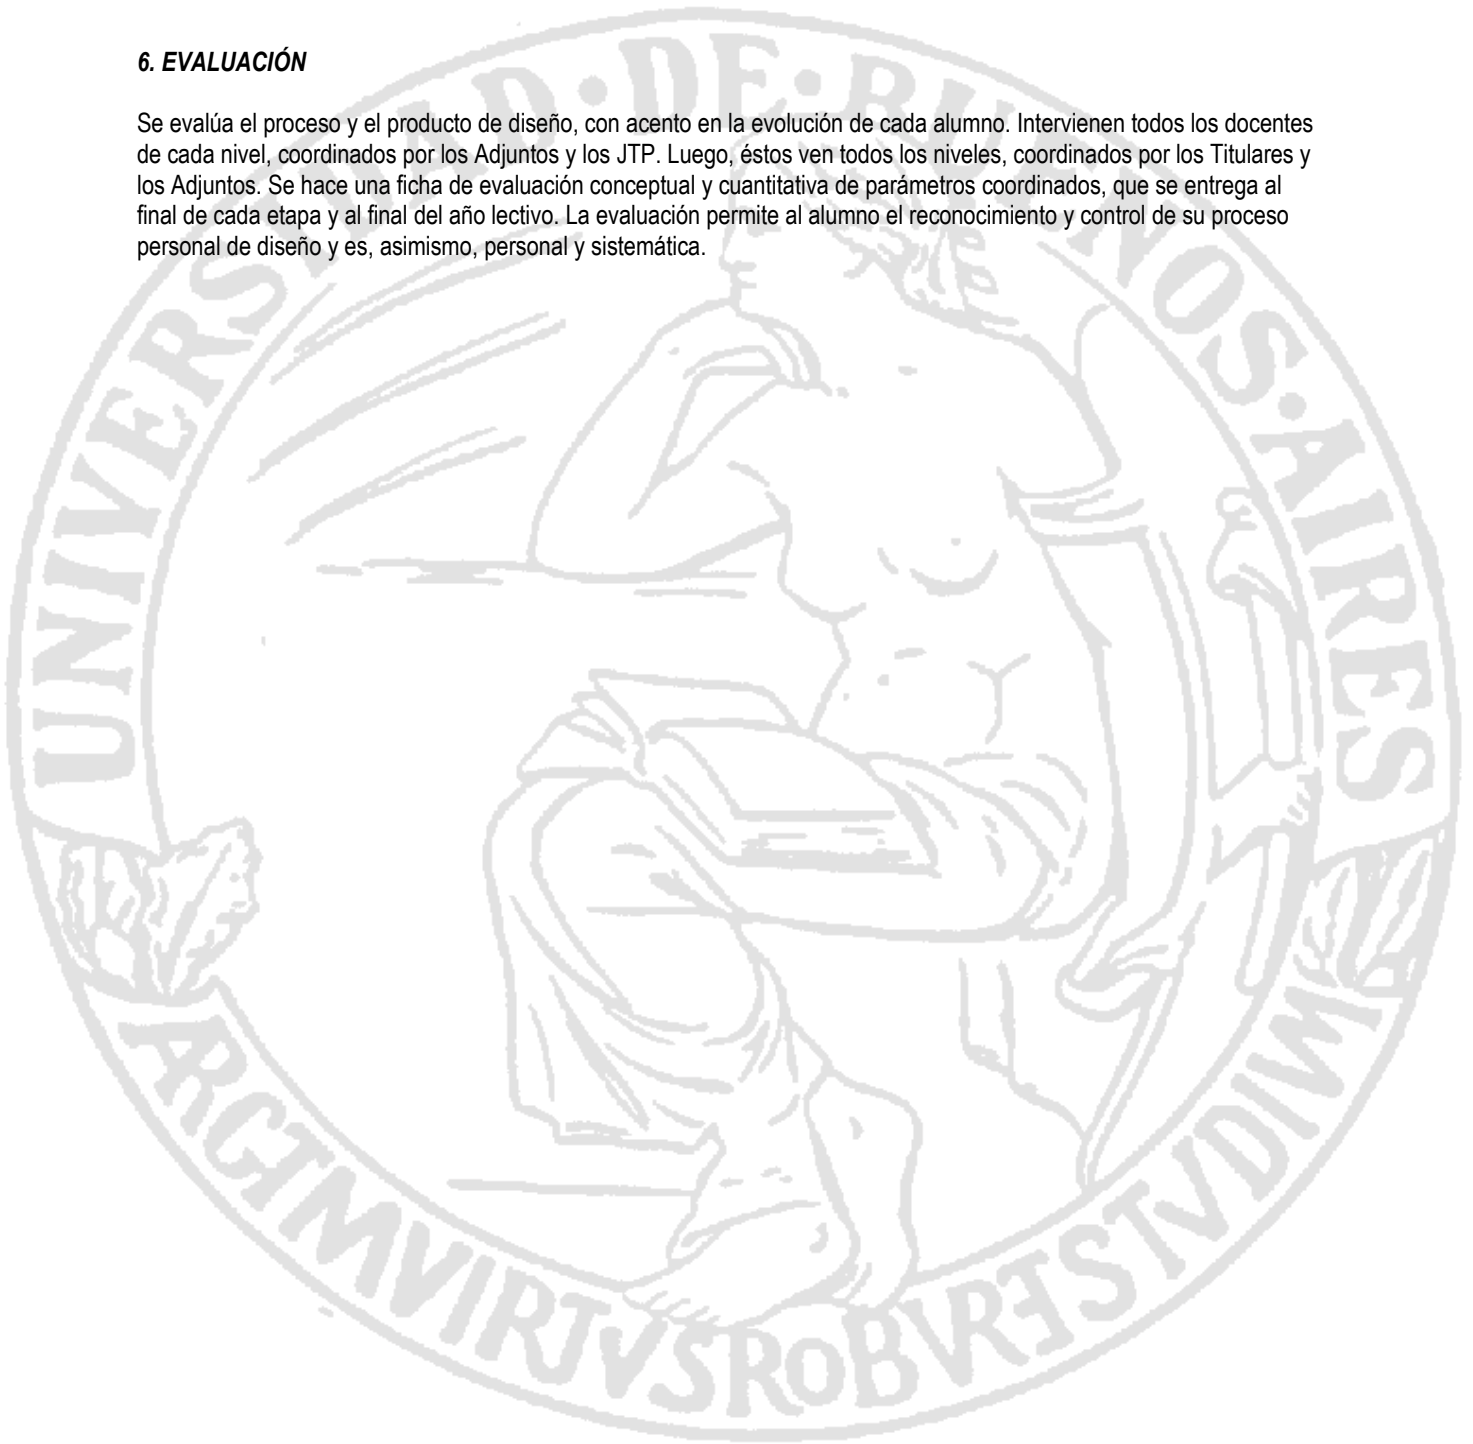 6. EVALUACIÓN
Se evalúa el proceso y el producto de diseño, con acento en la evolución de cada alumno. Intervienen todos los docentes
de cada nivel, coordinados por los Adjuntos y los JTP. Luego, éstos ven todos los niveles, coordinados por los Titulares y
los Adjuntos. Se hace una ficha de evaluación conceptual y cuantitativa de parámetros coordinados, que se entrega al
final de cada etapa y al final del año lectivo. La evaluación permite al alumno el reconocimiento y control de su proceso
personal de diseño y es, asimismo, personal y sistemática.
UNIVERSIDAD·DE·BUENOS·AIRES
ARGTMVIRTVSROBVRETSTVDIVM